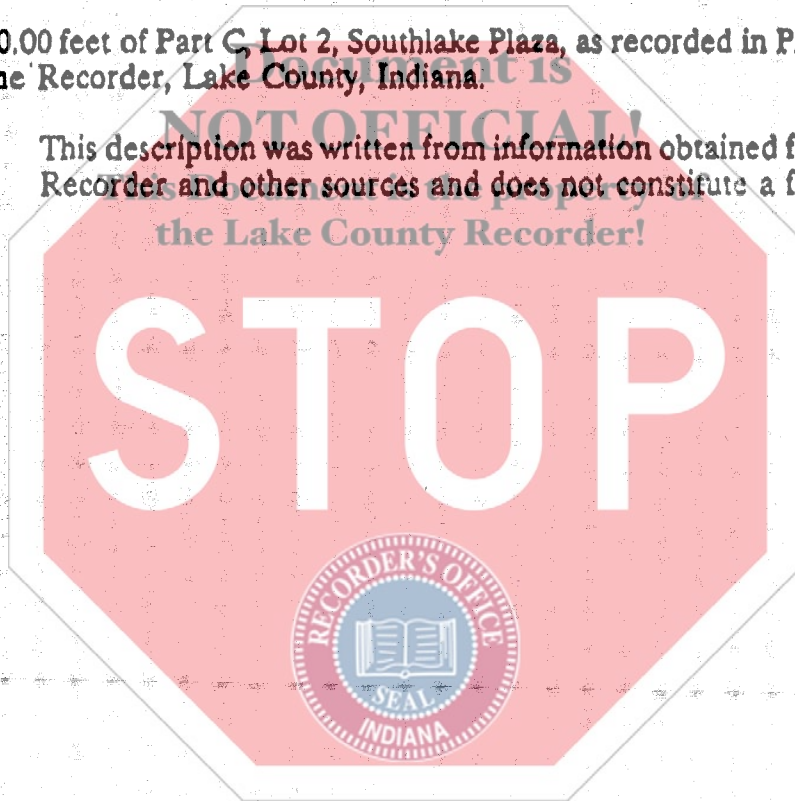 0.00 feet of Part C, Lot 2, Southlake Plaza, as recorded in P
Recorder, Lake County, Indiana.
Document is
NOT OFFICIAL!
This description was written from information obtained f
Recorder and other sources and does not constitute a f
This Document is the property of
the Lake County Recorder!
STOP
RECORDER'S OFFICE
SEAL
INDIANA